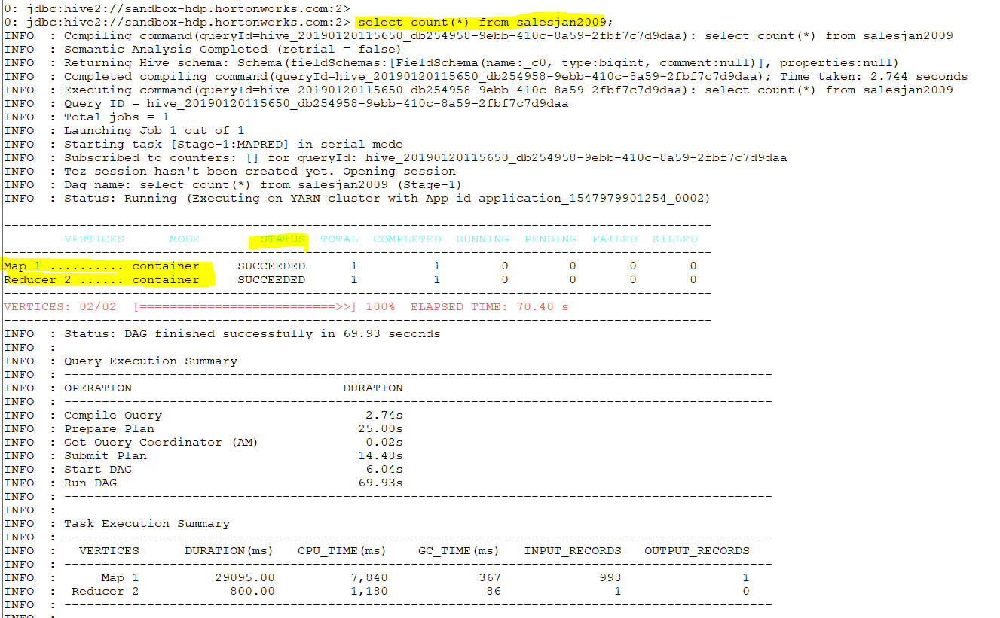 0: jdbc:hive2://sandbox-hdp.hortonworks.com:2>
0: jdbc:hive2://sandbox-hdp.hortonworks.com:2> select count(*) from salesjan2009;
INFO  : Compiling command(queryId=hive_20190120115650_db254958-9ebb-410c-8a59-2fbf7c7d9daa): select count(*) from salesjan2009
INFO  : Semantic Analysis Completed (retrial = false)
INFO  : Returning Hive schema: Schema(fieldSchemas:[FieldSchema(name:_c0, type:bigint, comment:null)], properties:null)
INFO  : Completed compiling command(queryId=hive_20190120115650_db254958-9ebb-410c-8a59-2fbf7c7d9daa); Time taken: 2.744 seconds
INFO  : Executing command(queryId=hive_20190120115650_db254958-9ebb-410c-8a59-2fbf7c7d9daa): select count(*) from salesjan2009
INFO  : Query ID = hive_20190120115650_db254958-9ebb-410c-8a59-2fbf7c7d9daa
INFO  : Total jobs = 1
INFO  : Launching Job 1 out of 1
INFO  : Starting task [Stage-1:MAPRED] in serial mode
INFO  : Subscribed to counters: [] for queryId: hive_20190120115650_db254958-9ebb-410c-8a59-2fbf7c7d9daa
INFO  : Tez session hasn't been created yet. Opening session
INFO  : Dag name: select count(*) from salesjan2009 (Stage-1)
INFO  : Status: Running (Executing on YARN cluster with App id application_1547979901254_0002)
----------------------------------------------------------------------------------------------
        VERTICES      MODE        STATUS  TOTAL  COMPLETED  RUNNING  PENDING  FAILED  KILLED
----------------------------------------------------------------------------------------------
Map 1 .......... container     SUCCEEDED      1          1        0        0       0       0
Reducer 2 ...... container     SUCCEEDED      1          1        0        0       0       0
----------------------------------------------------------------------------------------------
VERTICES: 02/02  [==========================>>] 100%  ELAPSED TIME: 70.40 s
----------------------------------------------------------------------------------------------
INFO  : Status: DAG finished successfully in 69.93 seconds
INFO  :
INFO  : Query Execution Summary
INFO  : ----------------------------------------------------------------------------------------------
INFO  : OPERATION                            DURATION
INFO  : ----------------------------------------------------------------------------------------------
INFO  : Compile Query                           2.74s
INFO  : Prepare Plan                           25.00s
INFO  : Get Query Coordinator (AM)              0.02s
INFO  : Submit Plan                            14.48s
INFO  : Start DAG                               6.04s
INFO  : Run DAG                                69.93s
INFO  : ----------------------------------------------------------------------------------------------
INFO  :
INFO  : Task Execution Summary
INFO  : ----------------------------------------------------------------------------------------------
INFO  :   VERTICES      DURATION(ms)   CPU_TIME(ms)    GC_TIME(ms)   INPUT_RECORDS   OUTPUT_RECORDS
INFO  : ----------------------------------------------------------------------------------------------
INFO  :      Map 1          29095.00          7,840            367             998                1
INFO  :  Reducer 2            800.00          1,180             86               1                0
INFO  : ----------------------------------------------------------------------------------------------
INFO  :